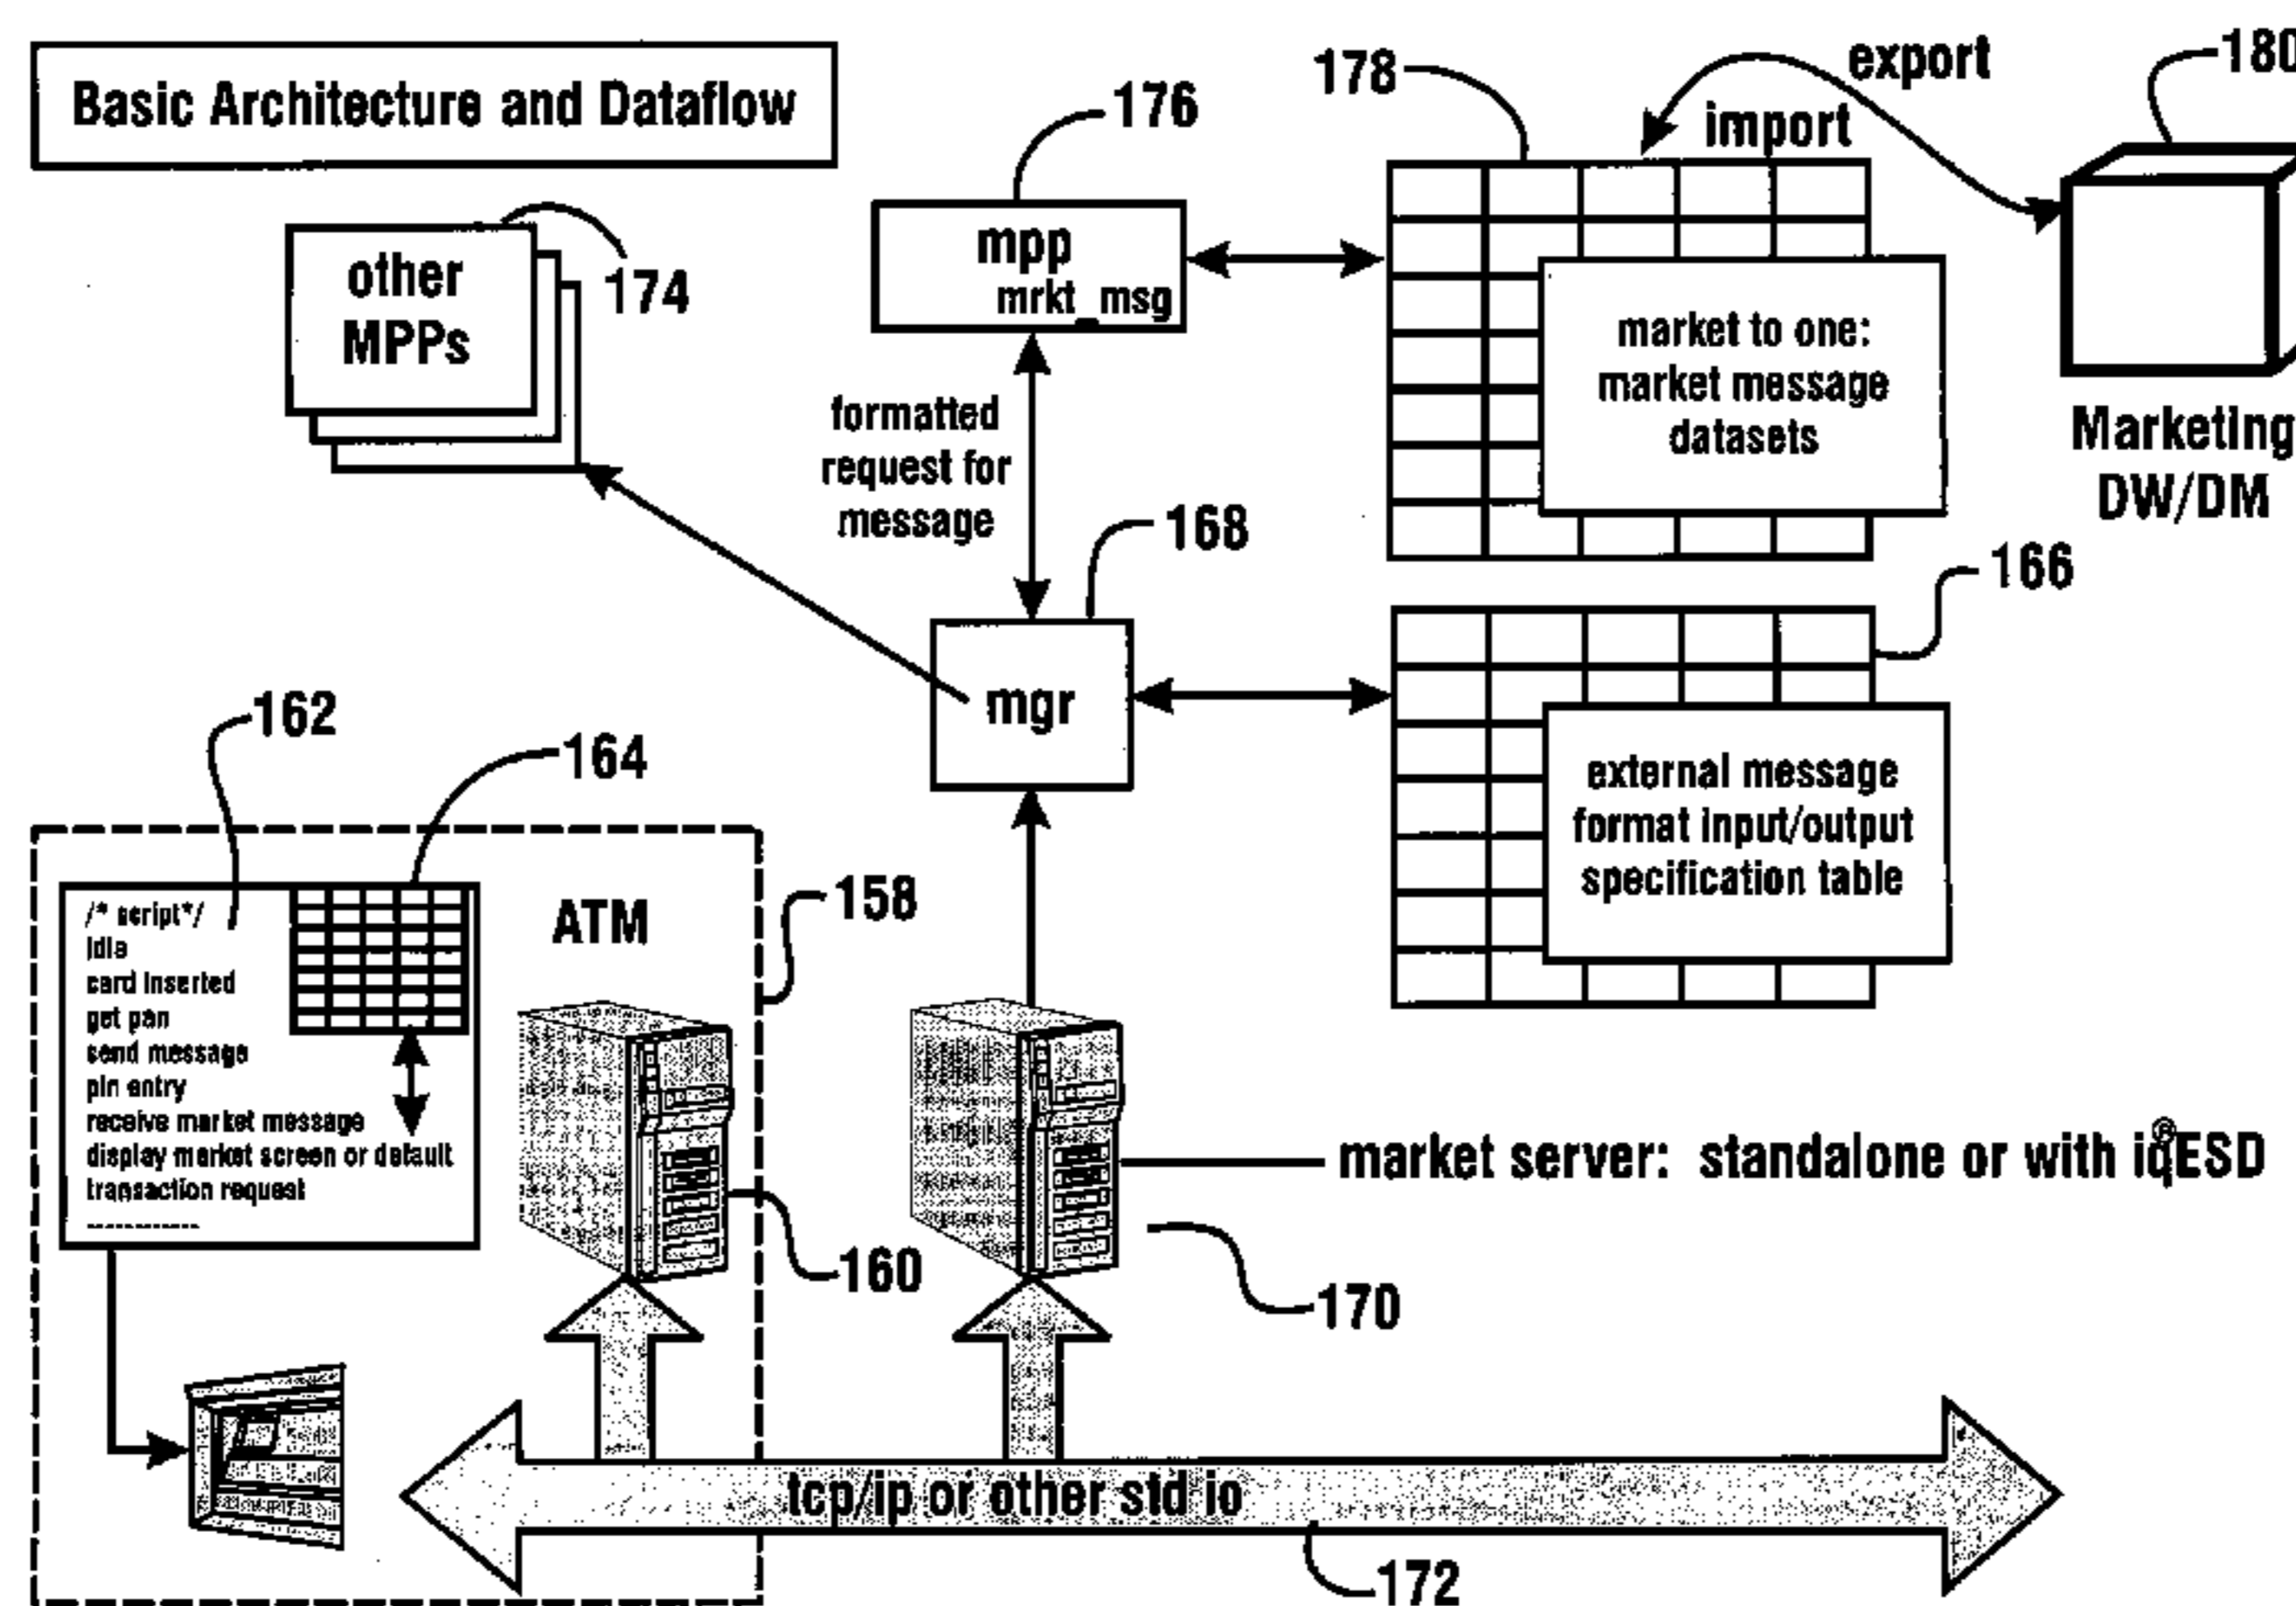 Basic Architecture and Dataflow
178
export
180
import
176
174
other
MPPs
mpp
mrkt_msg
market to one:
market message
datasets
Marketing
DW/DM
formatted
request for
message
168
166
mgr
external message
format input/output
specification table
162
164
158
ATM
/* script*/
idle
card inserted
get pan
send message
pin entry
receive market message
display market screen or default
transaction request
-------------
160
market server: standalone or with iqESD®
170
tcp/ip or other std io
172